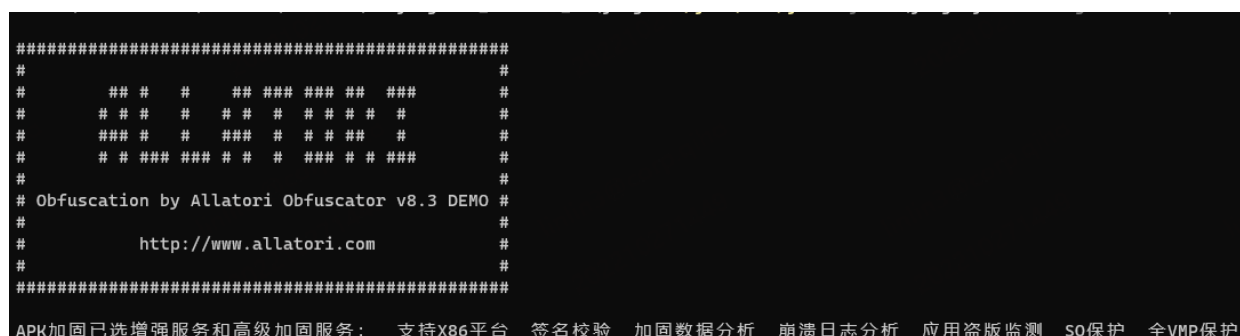 ################################################
# #
# ## # # ## ### ### ## ### #
# # # # # # # # # # # # # #
# ### # # ### # # # ## # #
# # # ### ### # # # ### # # ### #
# #
# Obfuscation by Allatori Obfuscator v8.3 DEMO #
# #
# http://www.allatori.com #
# #
################################################
APK加固已选增强服务和高级加固服务: 支持X86平台 签名校验 加固数据分析 崩溃日志分析 应用盗版监测 SO保护 全VMP保护